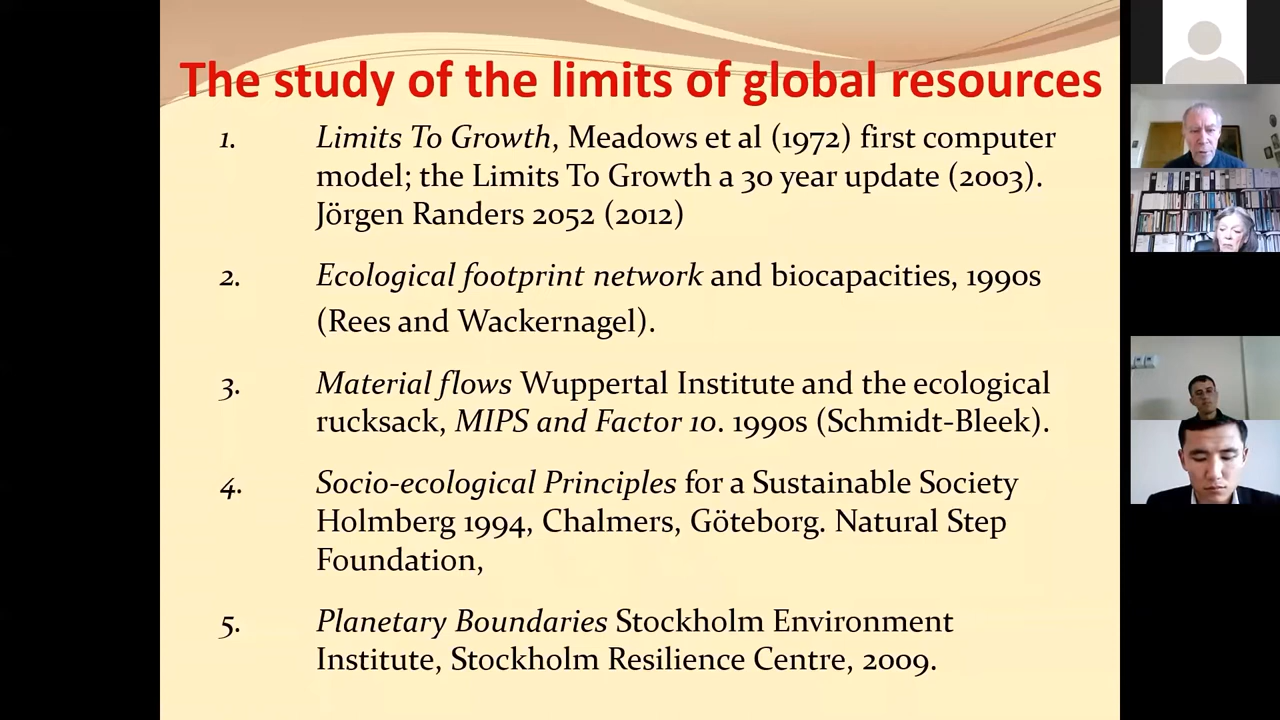 The study of the limits of global resources
1. Limits To Growth, Meadows et al (1972) first computer
model; the Limits To Growth a 30 year update (2003).
Jörgen Randers 2052 (2012)
2. Ecological footprint network and biocapacities, 1990s
(Rees and Wackernagel).
3. Material flows Wuppertal Institute and the ecological
rucksack, MIPS and Factor 10. 1990s (Schmidt-Bleek).
4. Socio-ecological Principles for a Sustainable Society
Holmberg 1994, Chalmers, Göteborg. Natural Step
Foundation,
5. Planetary Boundaries Stockholm Environment
Institute, Stockholm Resilience Centre, 2009.